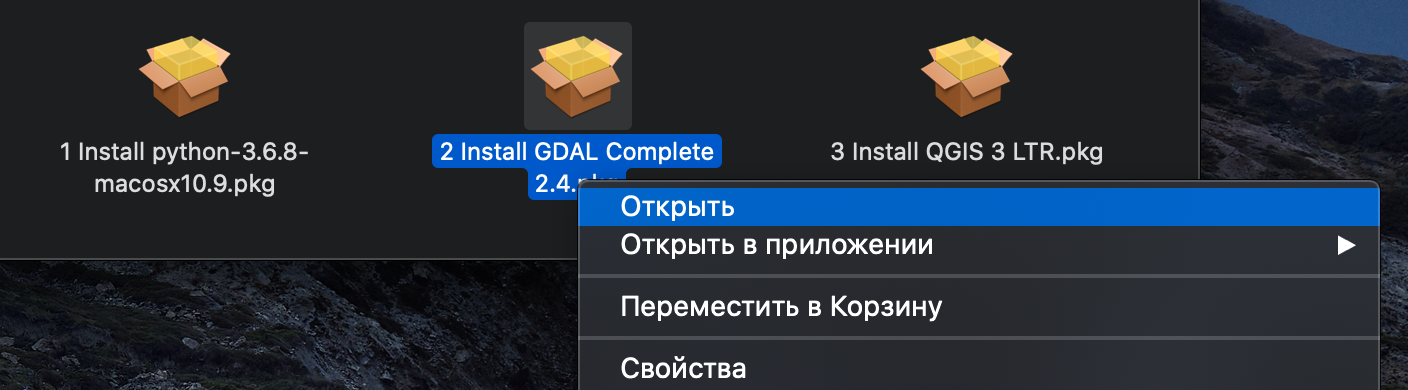 1 Install python-3.6.8-
macosx10.9.pkg
2 Install GDAL Complete
2.4.pkg
3 Install QGIS 3 LTR.pkg
Открыть
Открыть в приложении
Переместить в Корзину
Свойства